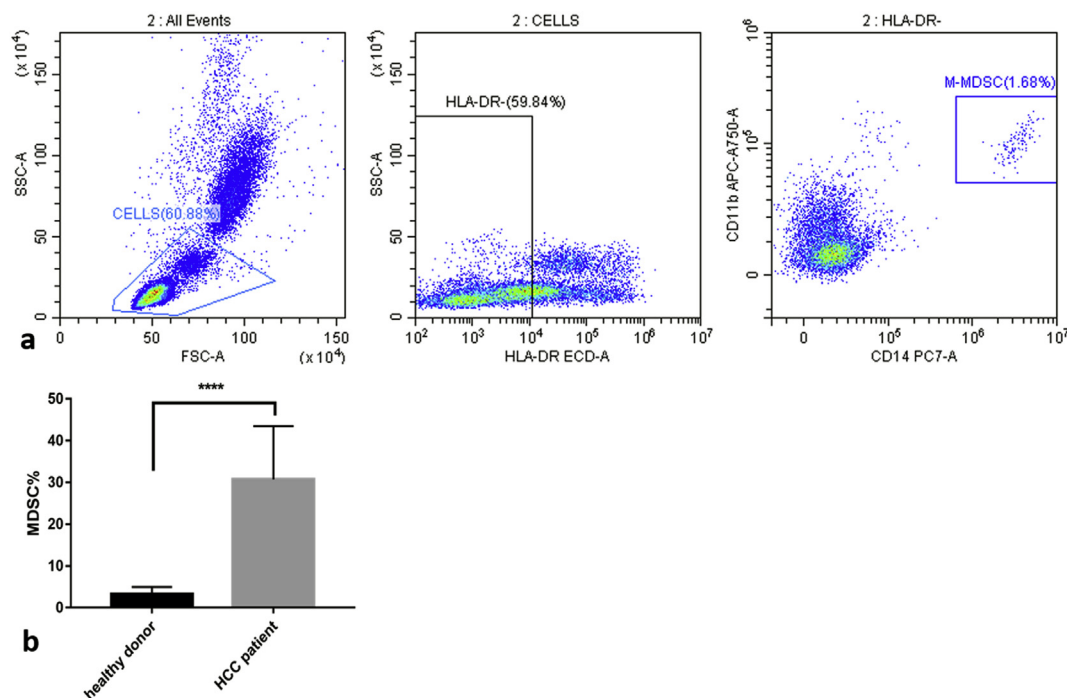 2 : All Events
(x 10⁴)
SSC-A
150
100
50
0
CELLS(60.88%)
0 50 100 150
FSC-A (x 10⁴)
2 : CELLS
(x 10⁴)
SSC-A
150
100
50
0
HLA-DR-(59.84%)
10² 10³ 10⁴ 10⁵ 10⁶ 10⁷
HLA-DR ECD-A
2 : HLA-DR-
CD11b APC-A750-A
10⁶
10⁵
0
M-MDSC(1.68%)
0 10⁵ 10⁶ 10⁷
CD14 PC7-A
a
****
MDSC%
50
40
30
20
10
0
healthy donor
HCC patient
b